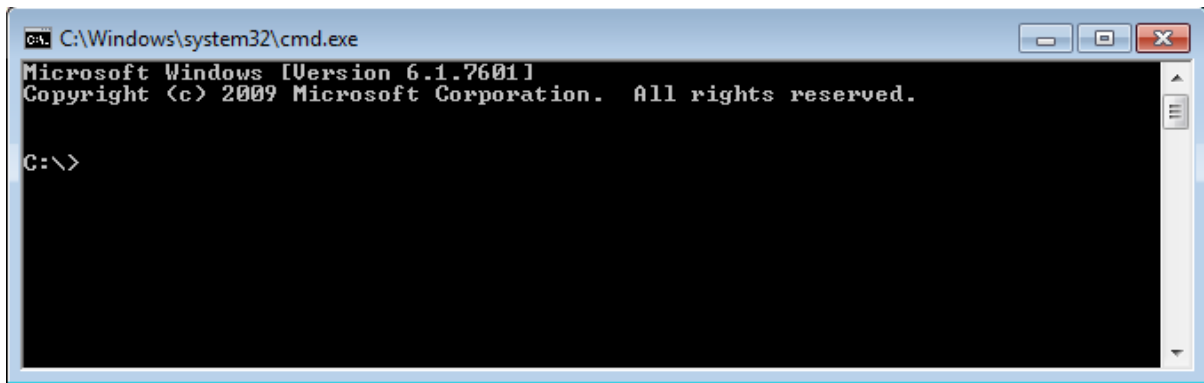 C:\Windows\system32\cmd.exe
Microsoft Windows [Version 6.1.7601]
Copyright (c) 2009 Microsoft Corporation.  All rights reserved.
C:\>